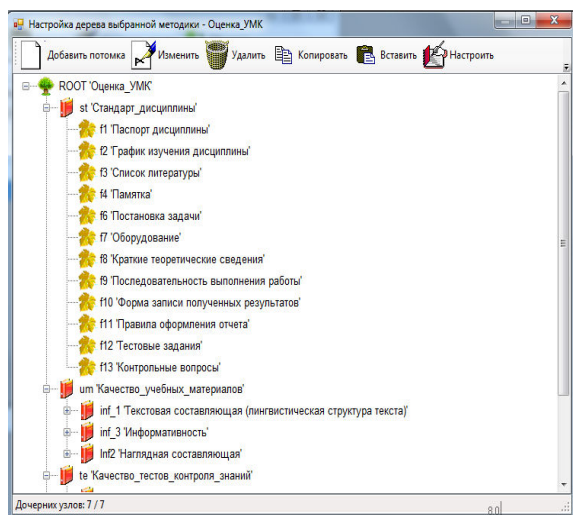 Настройка дерева выбранной методики - Оценка_УМК
Добавить потомка Изменить Удалить Копировать Вставить Настроить
ROOT 'Оценка_УМК'
st 'Стандарт_дисциплины'
f1 'Паспорт дисциплины'
f2 'График изучения дисциплины'
f3 'Список литературы'
f4 'Памятка'
f6 'Постановка задачи'
f7 'Оборудование'
f8 'Краткие теоретические сведения'
f9 'Последовательность выполнения работы'
f10 'Форма записи полученных результатов'
f11 'Правила оформления отчета'
f12 'Тестовые задания'
f13 'Контрольные вопросы'
um 'Качество_учебных_материалов'
inf_1 'Текстовая составляющая (лингвистическая структура текста)'
inf_3 'Информативность'
Inf2 'Наглядная составляющая'
te 'Качество_тестов_контроля_знаний'
Дочерних узлов: 7 / 7
8.0